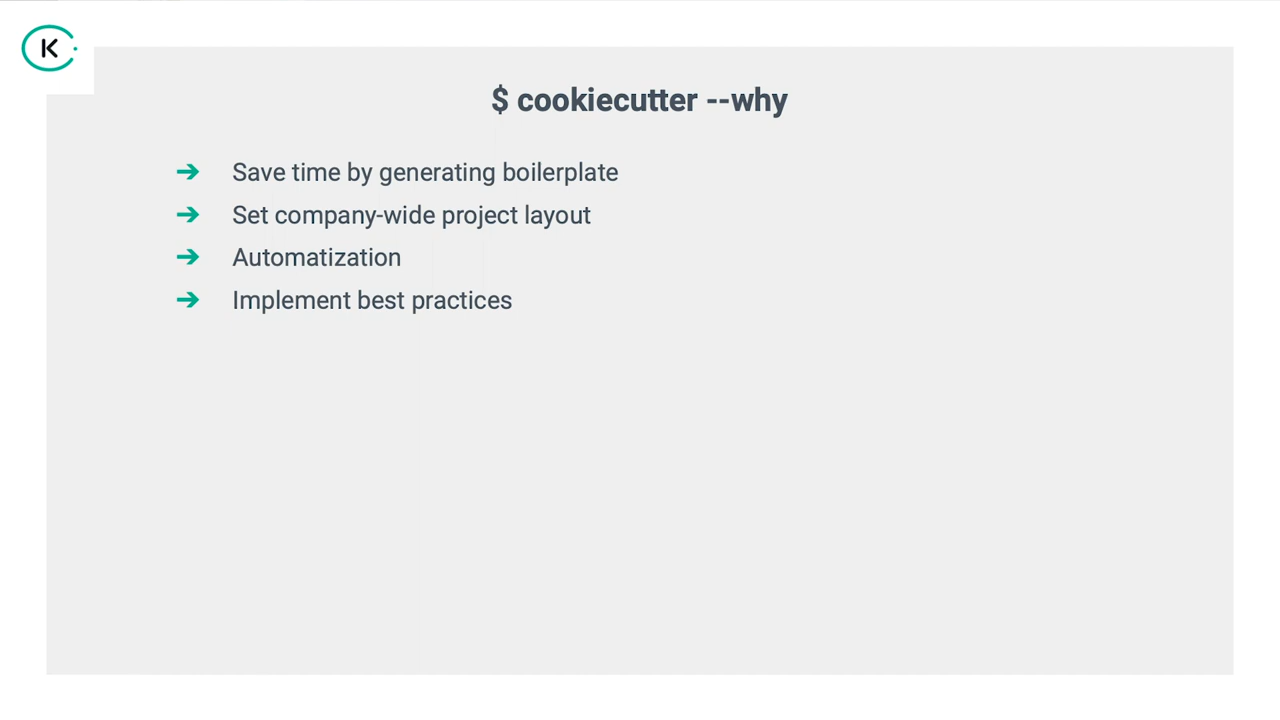 K
$ cookiecutter --why
➔ Save time by generating boilerplate
➔ Set company-wide project layout
➔ Automatization
➔ Implement best practices